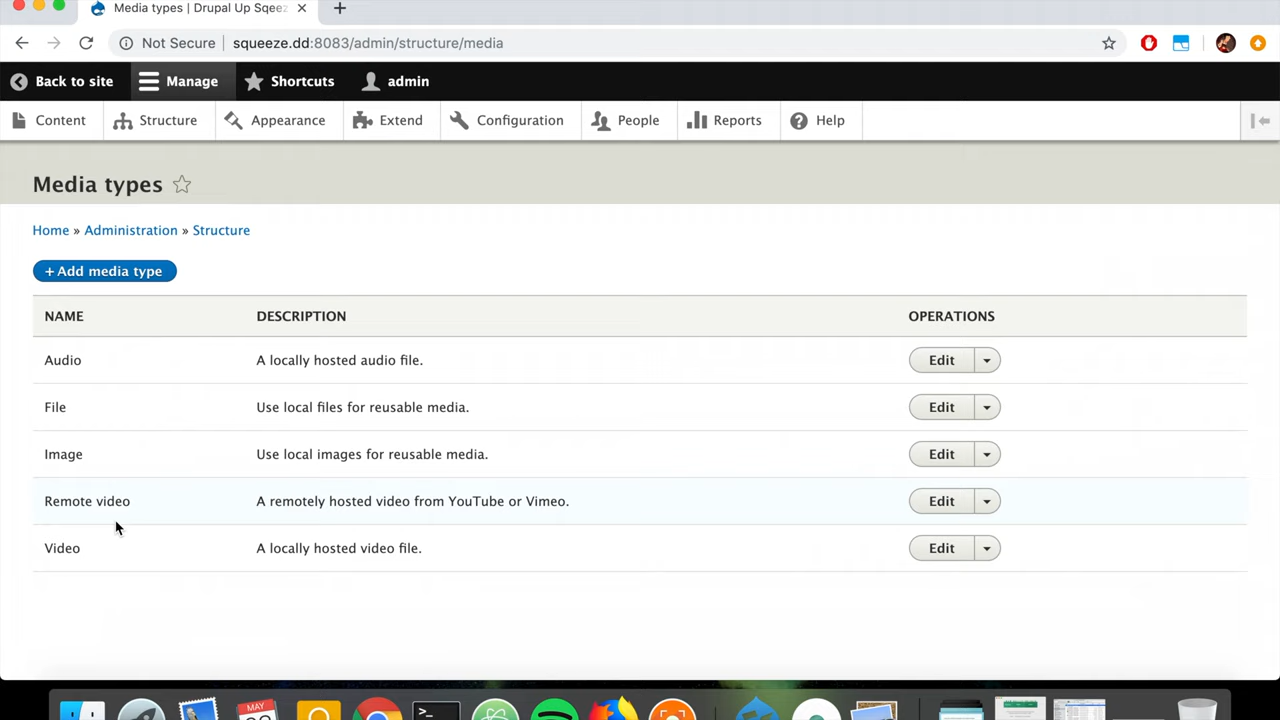 Media types | Drupal Up Squeez
Not Secure squeeze.dd:8083/admin/structure/media
Back to site Manage Shortcuts admin
Content Structure Appearance Extend Configuration People Reports Help
Media types
Home » Administration » Structure
+ Add media type
NAME DESCRIPTION OPERATIONS
Audio A locally hosted audio file. Edit
File Use local files for reusable media. Edit
Image Use local images for reusable media. Edit
Remote video A remotely hosted video from YouTube or Vimeo. Edit
Video A locally hosted video file. Edit
MAY